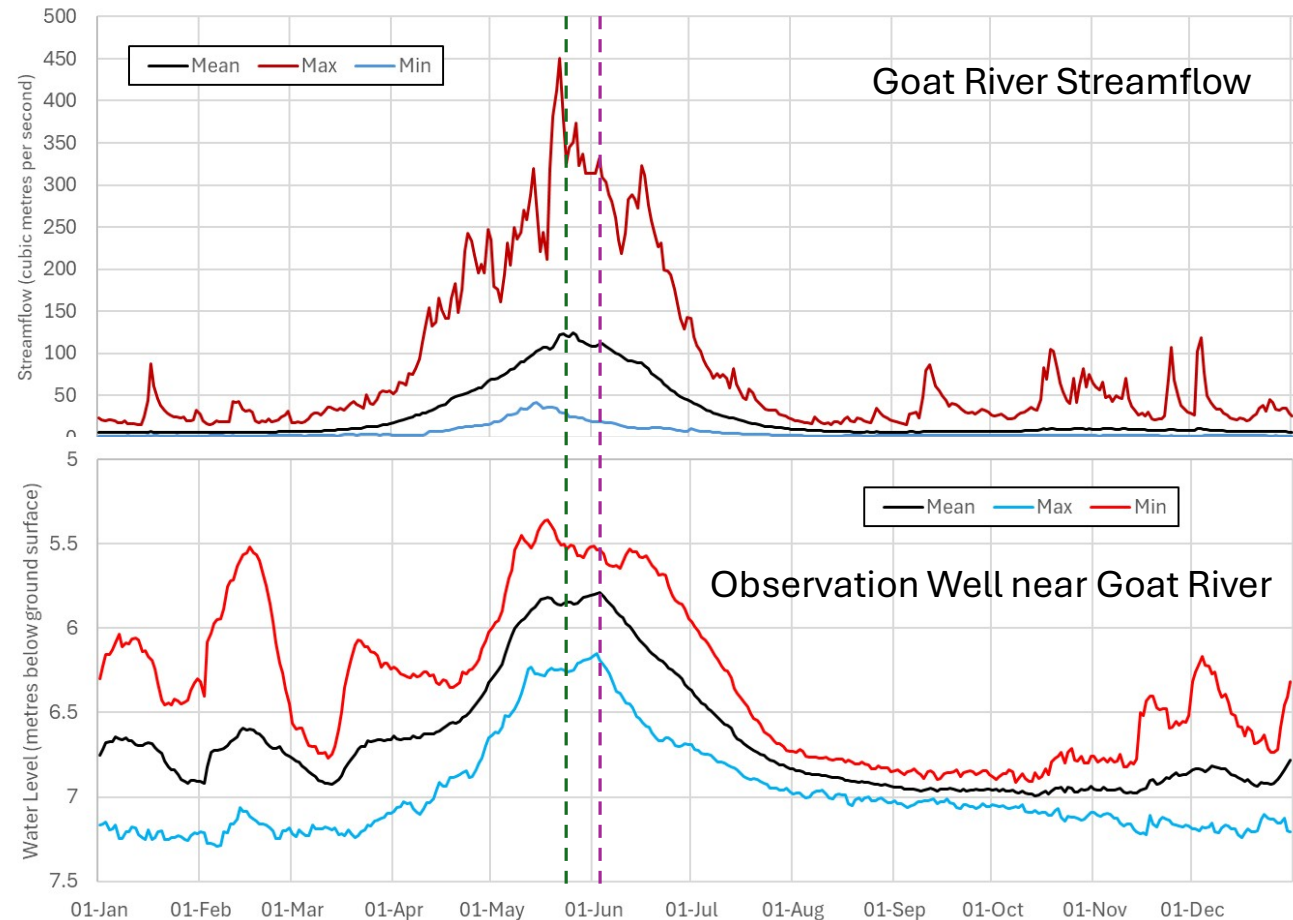 500
450
400
350
300
250
200
150
100
50
0
Streamflow (cubic metres per second)
Mean Max Min
Goat River Streamflow
5
5.5
6
6.5
7
7.5
Water Level (metres below ground surface)
Mean Max Min
Observation Well near Goat River
01-Jan 01-Feb 01-Mar 01-Apr 01-May 01-Jun 01-Jul 01-Aug 01-Sep 01-Oct 01-Nov 01-Dec